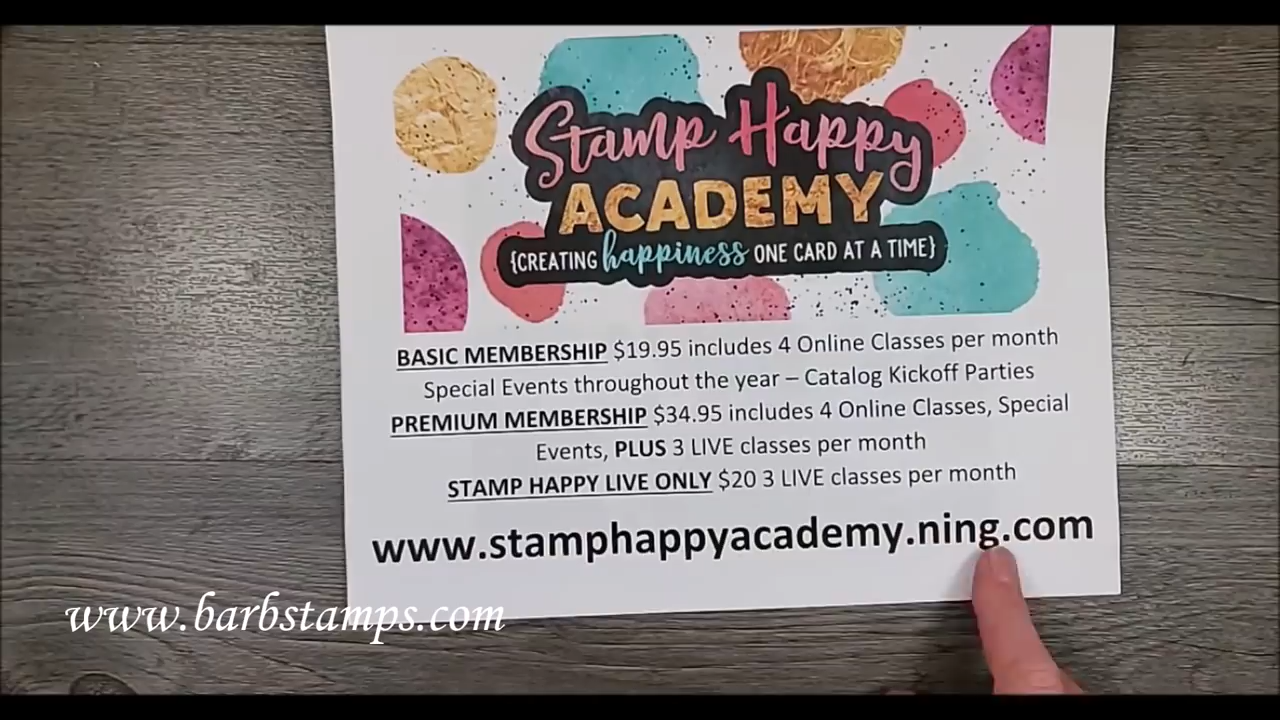 Stamp Happy
ACADEMY
{CREATING happiness ONE CARD AT A TIME}
BASIC MEMBERSHIP $19.95 includes 4 Online Classes per month
Special Events throughout the year – Catalog Kickoff Parties
PREMIUM MEMBERSHIP $34.95 includes 4 Online Classes, Special
Events, PLUS 3 LIVE classes per month
STAMP HAPPY LIVE ONLY $20 3 LIVE classes per month
www.stamphappyacademy.ning.com
www.barbstamps.com